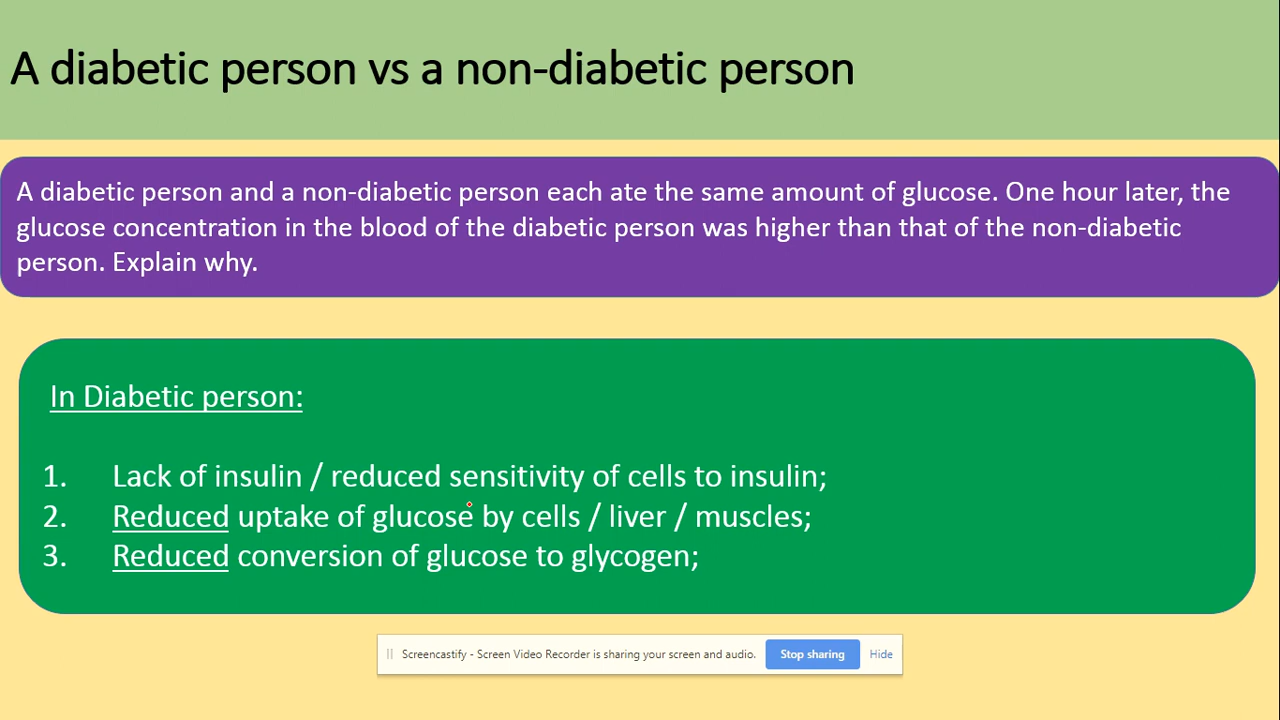 A diabetic person vs a non-diabetic person
A diabetic person and a non-diabetic person each ate the same amount of glucose. One hour later, the
glucose concentration in the blood of the diabetic person was higher than that of the non-diabetic
person. Explain why.
In Diabetic person:
1. Lack of insulin / reduced sensitivity of cells to insulin;
2. Reduced uptake of glucose by cells / liver / muscles;
3. Reduced conversion of glucose to glycogen;
Screencastify - Screen Video Recorder is sharing your screen and audio. Stop sharing Hide